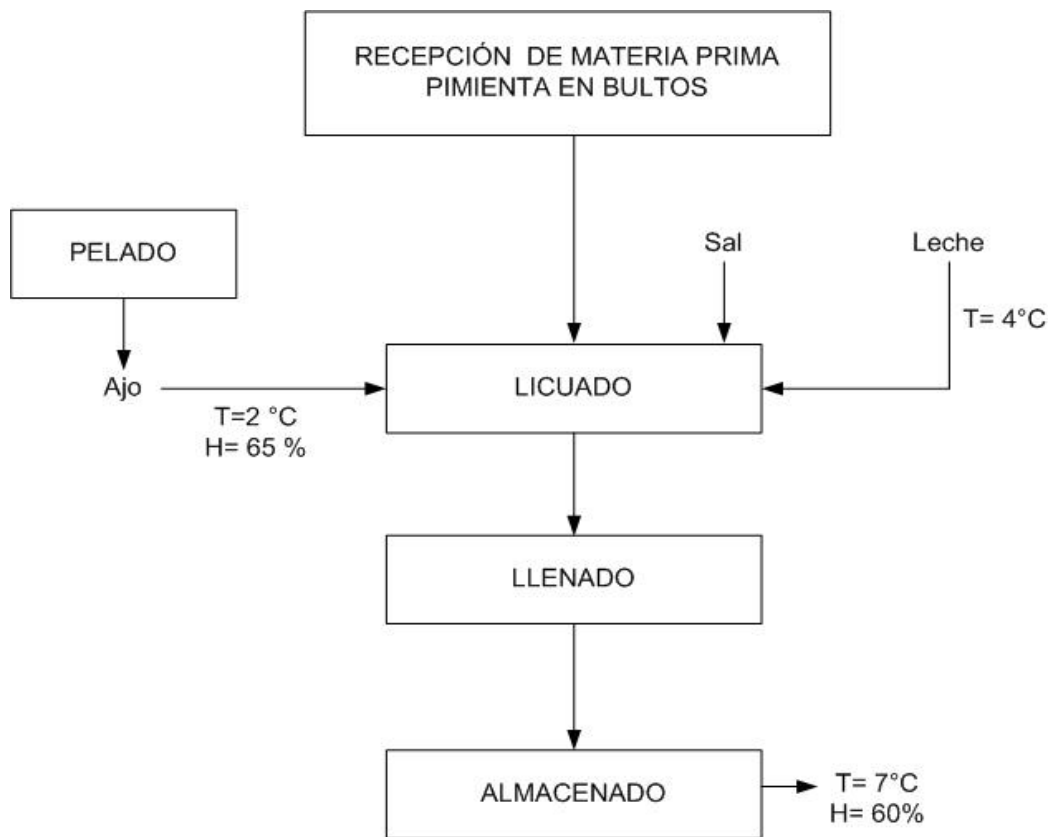 RECEPCIÓN DE MATERIA PRIMA
PIMIENTA EN BULTOS
PELADO
Sal
Leche
T= 4°C
Ajo
T=2 °C
H= 65 %
LICUADO
LLENADO
ALMACENADO
T= 7°C
H= 60%